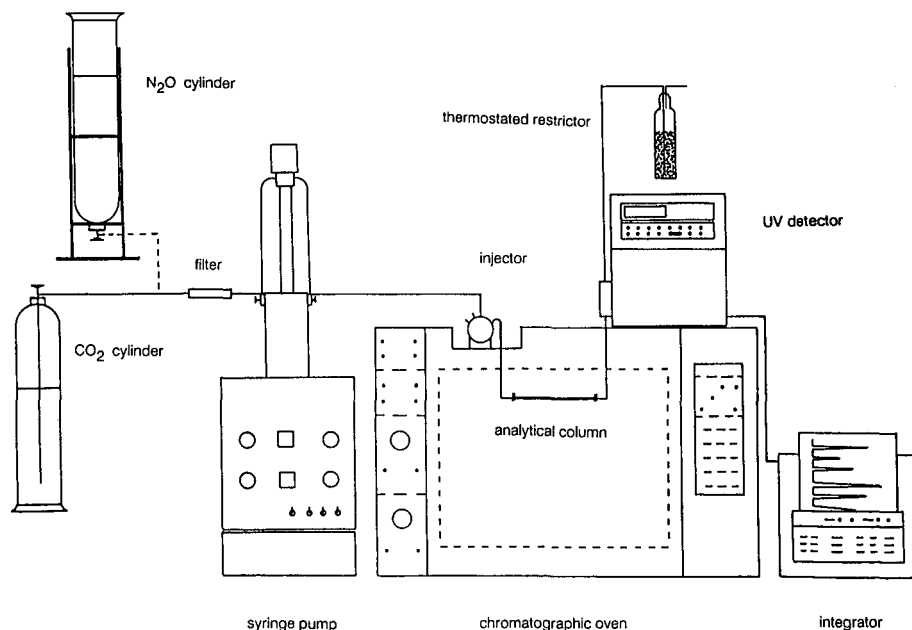 N2O cylinder
thermostated restrictor
UV detector
filter
injector
CO2 cylinder
analytical column
syringe pump
chromatographic oven
integrator